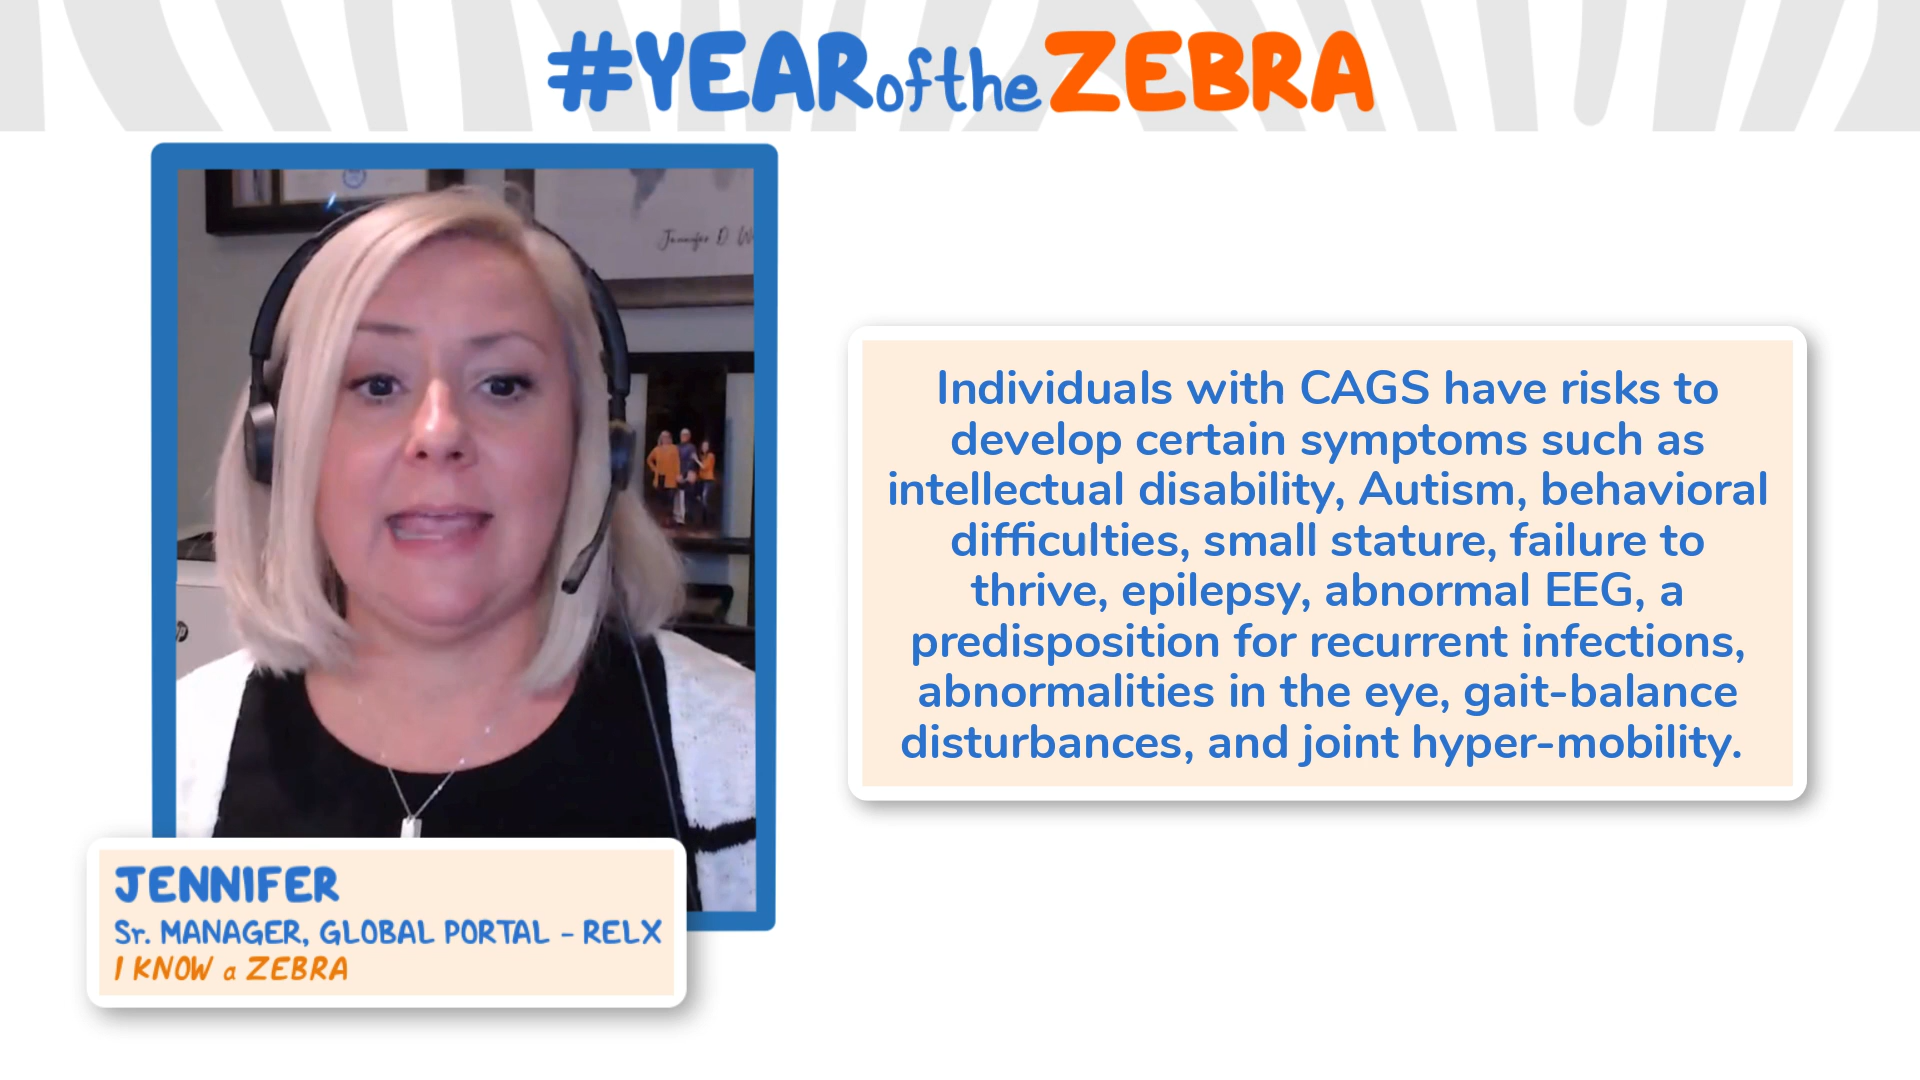 #YEARoftheZEBRA
Jennifer D. W
Individuals with CAGS have risks to
develop certain symptoms such as
intellectual disability, Autism, behavioral
difficulties, small stature, failure to
thrive, epilepsy, abnormal EEG, a
predisposition for recurrent infections,
abnormalities in the eye, gait-balance
disturbances, and joint hyper-mobility.
JENNIFER
Sr. MANAGER, GLOBAL PORTAL - RELX
I KNOW a ZEBRA